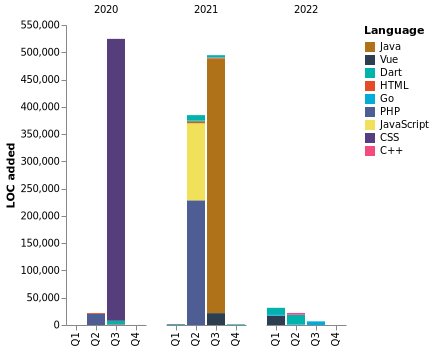 2020 2021 2022
Language
Java
Vue
Dart
HTML
Go
PHP
JavaScript
CSS
C++
LOC added
550,000
500,000
450,000
400,000
350,000
300,000
250,000
200,000
150,000
100,000
50,000
0
Q1 Q2 Q3 Q4 Q1 Q2 Q3 Q4 Q1 Q2 Q3 Q4